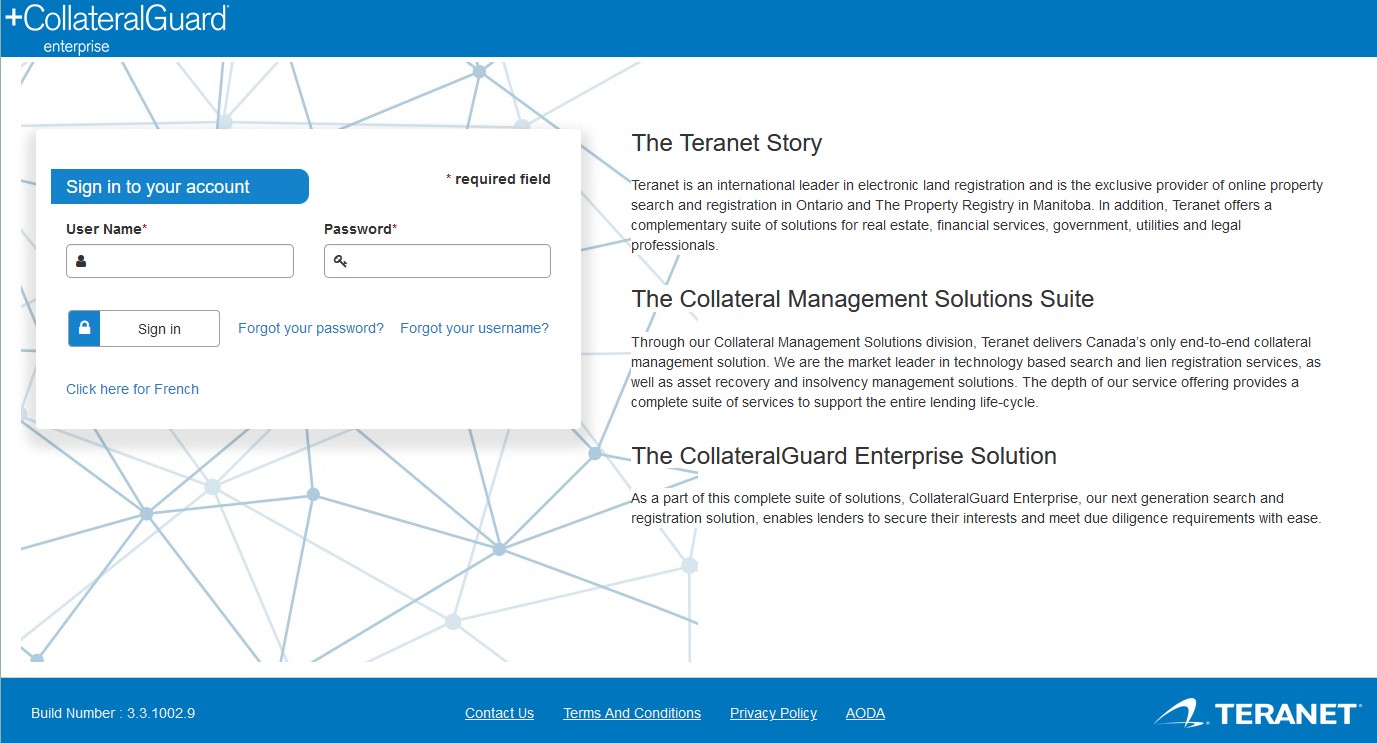 +CollateralGuard®
enterprise
Sign in to your account
* required field
User Name*
Password*
Sign in
Forgot your password?
Forgot your username?
Click here for French
The Teranet Story
Teranet is an international leader in electronic land registration and is the exclusive provider of online property
search and registration in Ontario and The Property Registry in Manitoba. In addition, Teranet offers a
complementary suite of solutions for real estate, financial services, government, utilities and legal
professionals.
The Collateral Management Solutions Suite
Through our Collateral Management Solutions division, Teranet delivers Canada’s only end-to-end collateral
management solution. We are the market leader in technology based search and lien registration services, as
well as asset recovery and insolvency management solutions. The depth of our service offering provides a
complete suite of services to support the entire lending life-cycle.
The CollateralGuard Enterprise Solution
As a part of this complete suite of solutions, CollateralGuard Enterprise, our next generation search and
registration solution, enables lenders to secure their interests and meet due diligence requirements with ease.
Build Number : 3.3.1002.9
Contact Us
Terms And Conditions
Privacy Policy
AODA
TERANET